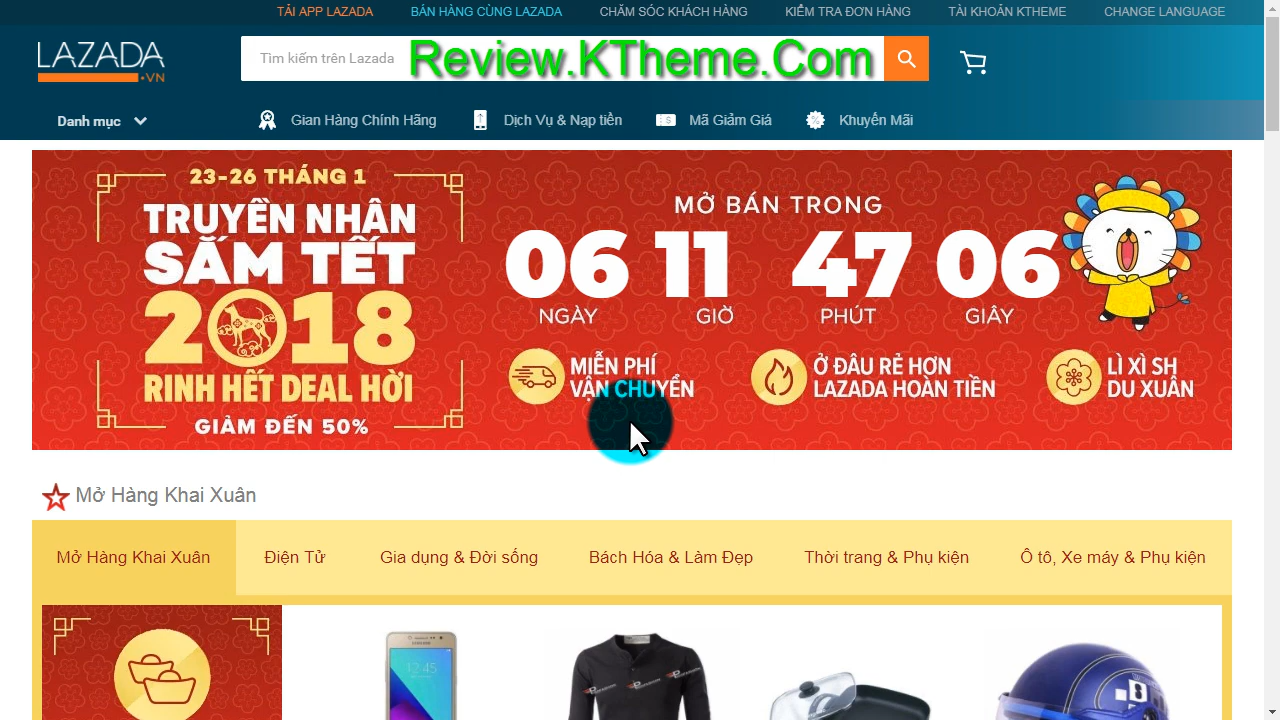 TẢI APP LAZADA
BÁN HÀNG CÙNG LAZADA
CHĂM SÓC KHÁCH HÀNG
KIỂM TRA ĐƠN HÀNG
TÀI KHOẢN KTHEME
CHANGE LANGUAGE
LAZADA
.VN
Tìm kiếm trên Lazada
Review.KTheme.Com
Danh mục
Gian Hàng Chính Hãng
Dịch Vụ & Nạp tiền
Mã Giảm Giá
Khuyến Mãi
23-26 THÁNG 1
TRUYỀN NHÂN
SẮM TẾT
2018
RINH HẾT DEAL HỜI
GIẢM ĐẾN 50%
MỞ BÁN TRONG
06 11 47 06
NGÀY GIỜ PHÚT GIÂY
MIỄN PHÍ
VẬN CHUYỂN
Ở ĐÂU RẺ HƠN
LAZADA HOÀN TIỀN
LÌ XÌ SH
DU XUÂN
Mở Hàng Khai Xuân
Mở Hàng Khai Xuân
Điện Tử
Gia dụng & Đời sống
Bách Hóa & Làm Đẹp
Thời trang & Phụ kiện
Ô tô, Xe máy & Phụ kiện
12:45